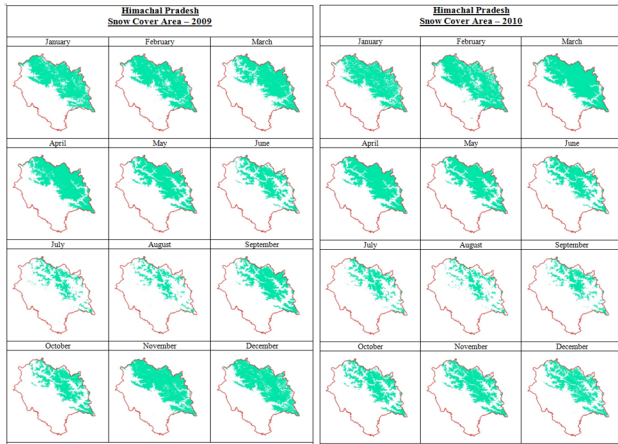 Himachal Pradesh
Snow Cover Area – 2009
January February March
April May June
July August September
October November December
Himachal Pradesh
Snow Cover Area – 2010
January February March
April May June
July August September
October November December